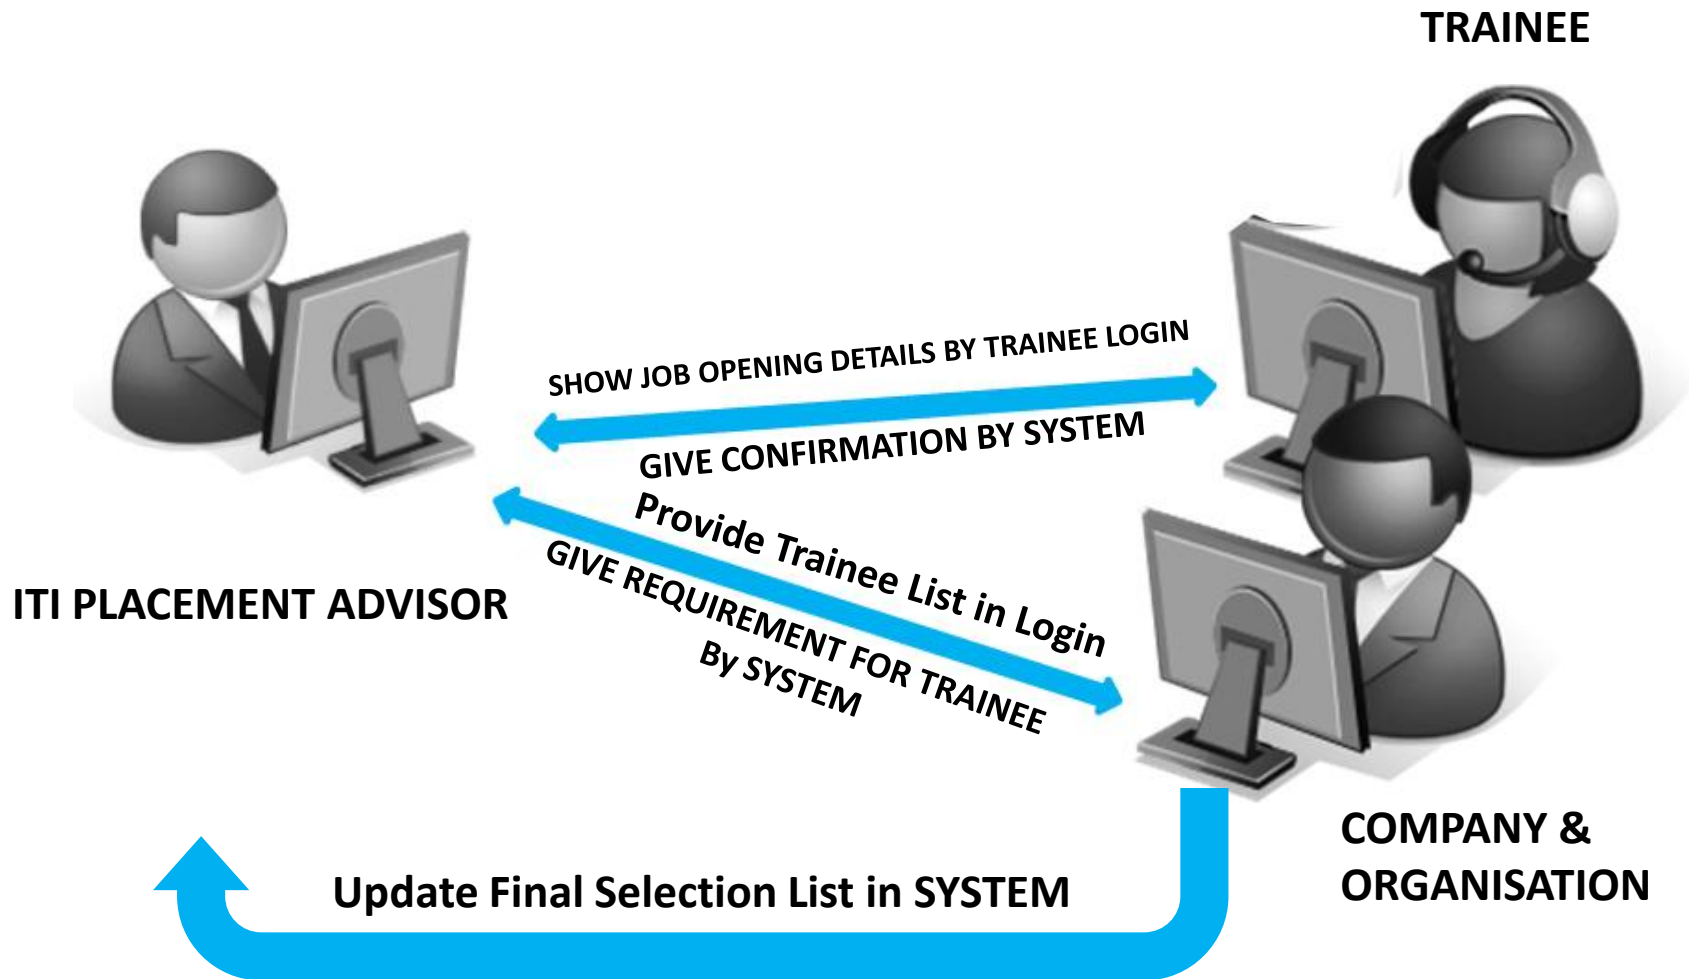 TRAINEE
SHOW JOB OPENING DETAILS BY TRAINEE LOGIN
GIVE CONFIRMATION BY SYSTEM
Provide Trainee List in Login
GIVE REQUIREMENT FOR TRAINEE
By SYSTEM
ITI PLACEMENT ADVISOR
COMPANY &
ORGANISATION
Update Final Selection List in SYSTEM